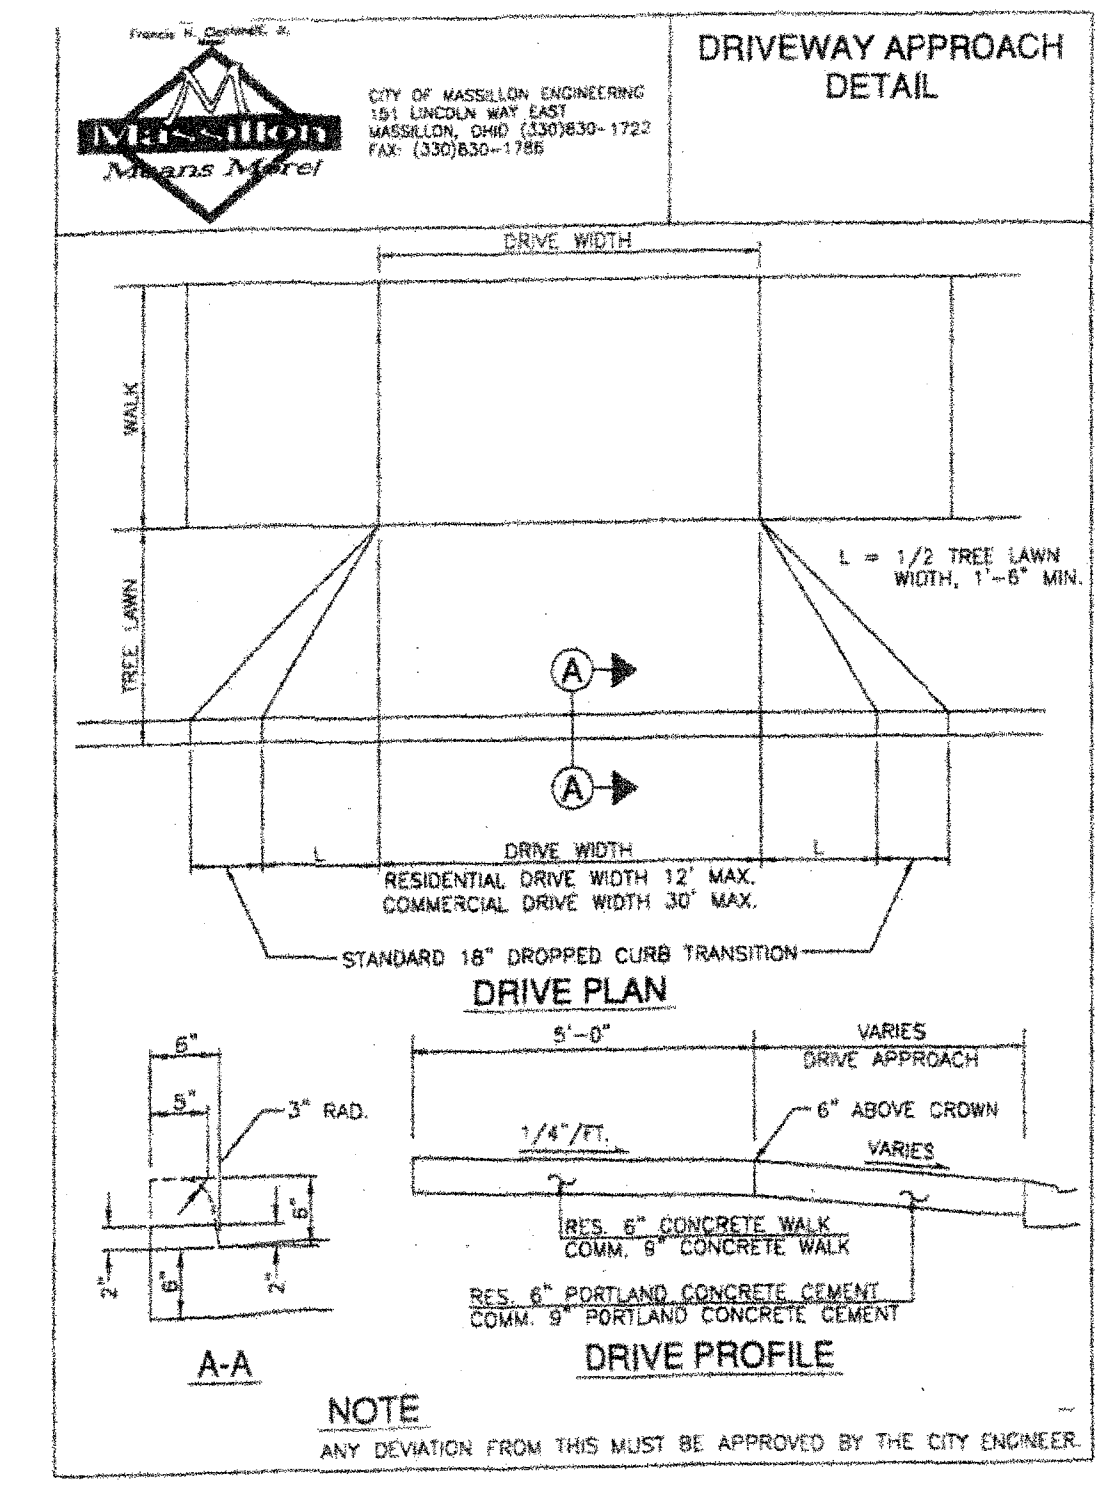 Francis H.
DRIVEWAY APPROACH
DETAIL
Massillon
Means More!
CITY OF MASSILLON ENGINEERING
151 LINCOLN WAY EAST
MASSILLON, OHIO (330)830-1722
FAX: (330)830-1786
DRIVE WIDTH
WALK
TREE LAWN
L = 1/2 TREE LAWN
WIDTH, 1'-6" MIN.
A
A
L
DRIVE WIDTH
L
RESIDENTIAL DRIVE WIDTH 12' MAX.
COMMERCIAL DRIVE WIDTH 30' MAX.
STANDARD 18" DROPPED CURB TRANSITION
DRIVE PLAN
6"
5"
3" RAD.
6"
2"
6"
2"
A-A
5'-0"
VARIES
DRIVE APPROACH
6" ABOVE CROWN
1/4"/FT.
VARIES
RES. 6" CONCRETE WALK
COMM. 9" CONCRETE WALK
RES. 6" PORTLAND CONCRETE CEMENT
COMM. 9" PORTLAND CONCRETE CEMENT
DRIVE PROFILE
NOTE
ANY DEVIATION FROM THIS MUST BE APPROVED BY THE CITY ENGINEER.